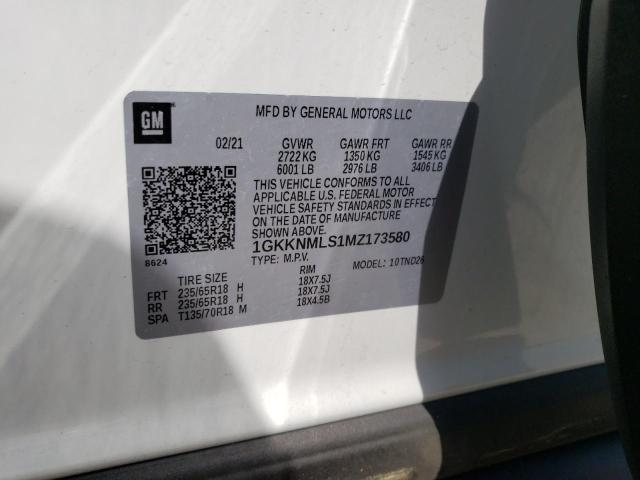 GM
MFD BY GENERAL MOTORS LLC
02/21 GVWR GAWR FRT GAWR RR
2722 KG 1350 KG 1545 KG
6001 LB 2976 LB 3406 LB
THIS VEHICLE CONFORMS TO ALL
APPLICABLE U.S. FEDERAL MOTOR
VEHICLE SAFETY STANDARDS IN EFFECT
ON THE DATE OF MANUFACTURE
SHOWN ABOVE.
1GKKNMLS1MZ173580
8624
TYPE: M.P.V. MODEL: 10TND26
TIRE SIZE RIM
FRT 235/65R18 H 18X7.5J
RR 235/65R18 H 18X7.5J
SPA T135/70R18 M 18X4.5B